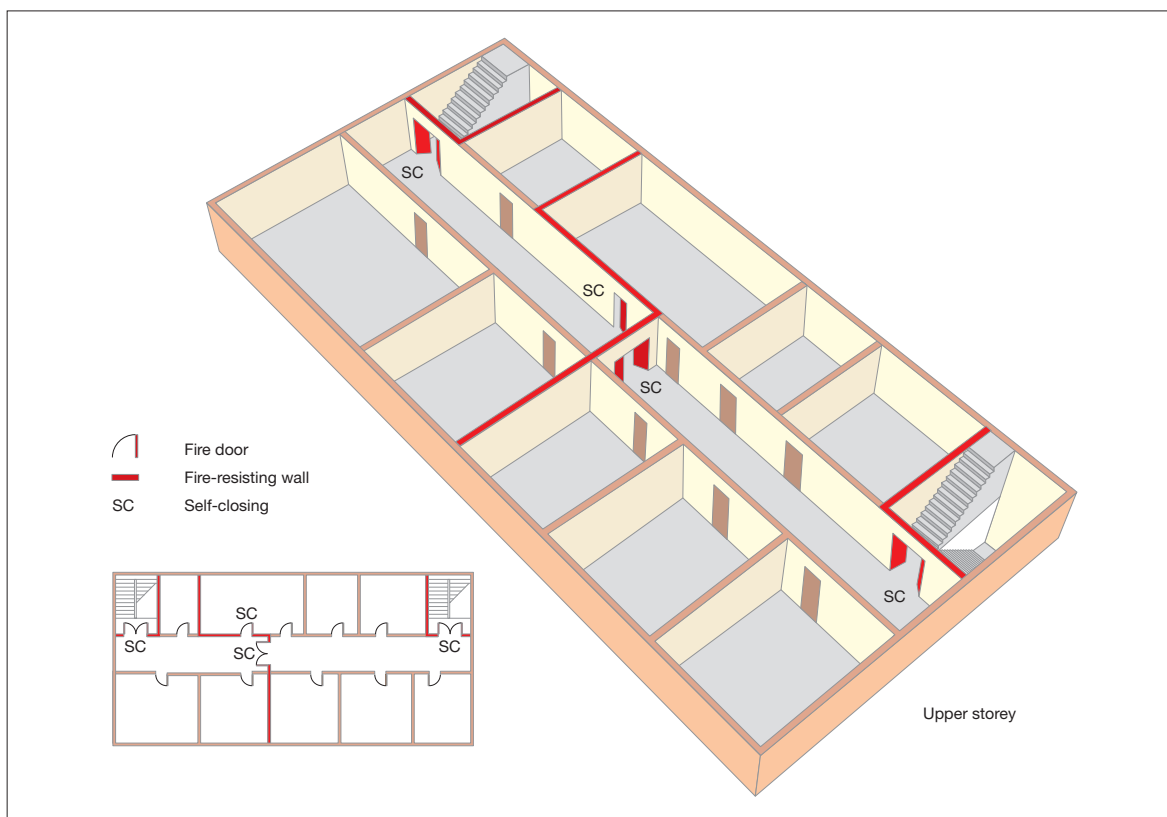 SC
SC
SC
Fire door
Fire-resisting wall
SC Self-closing
SC
SC
SC
SC
SC
Upper storey